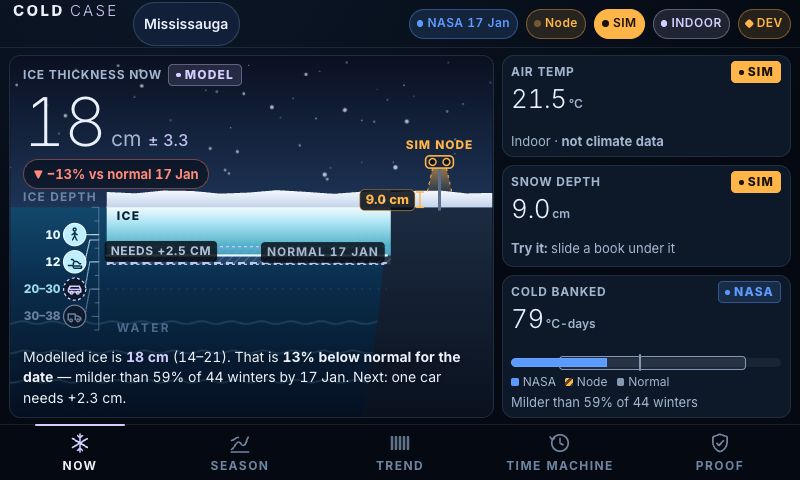 COLD CASE
Mississauga
NASA 17 Jan
Node
SIM
INDOOR
DEV
ICE THICKNESS NOW
MODEL
18 cm ± 3.3
▼ −13% vs normal 17 Jan
ICE DEPTH
SIM NODE
9.0 cm
ICE
10
NEEDS +2.5 CM
NORMAL 17 JAN
12
20–30
30–38
WATER
Modelled ice is 18 cm (14–21). That is 13% below normal for the
date — milder than 59% of 44 winters by 17 Jan. Next: one car
needs +2.3 cm.
AIR TEMP
SIM
21.5 °C
Indoor · not climate data
SNOW DEPTH
SIM
9.0 cm
Try it: slide a book under it
COLD BANKED
NASA
79 °C-days
NASA Node Normal
Milder than 59% of 44 winters
NOW
SEASON
TREND
TIME MACHINE
PROOF